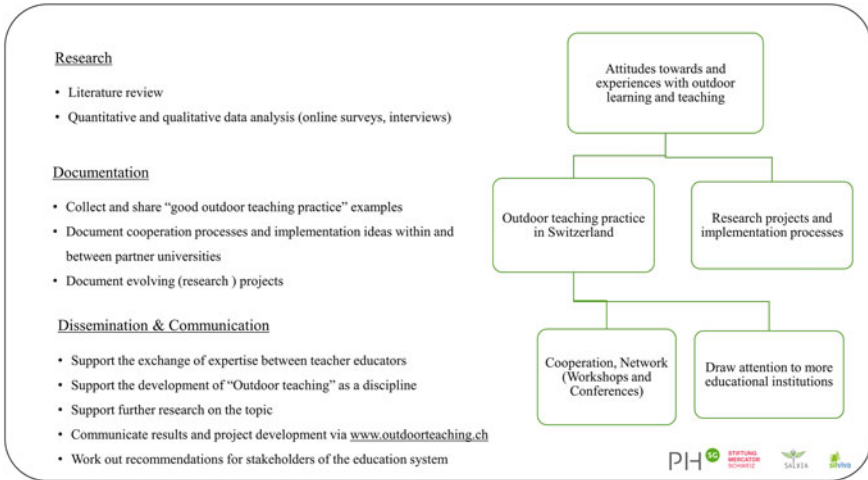 Research
• Literature review
• Quantitative and qualitative data analysis (online surveys, interviews)
Documentation
• Collect and share “good outdoor teaching practice” examples
• Document cooperation processes and implementation ideas within and
between partner universities
• Document evolving (research ) projects
Dissemination & Communication
• Support the exchange of expertise between teacher educators
• Support the development of “Outdoor teaching” as a discipline
• Support further research on the topic
• Communicate results and project development via www.outdoorteaching.ch
• Work out recommendations for stakeholders of the education system
Attitudes towards and
experiences with outdoor
learning and teaching
Outdoor teaching practice
in Switzerland
Research projects and
implementation processes
Cooperation, Network
(Workshops and
Conferences)
Draw attention to more
educational institutions
PH SG
STIFTUNG
MERCATOR
SCHWEIZ
SALVIA
silviva